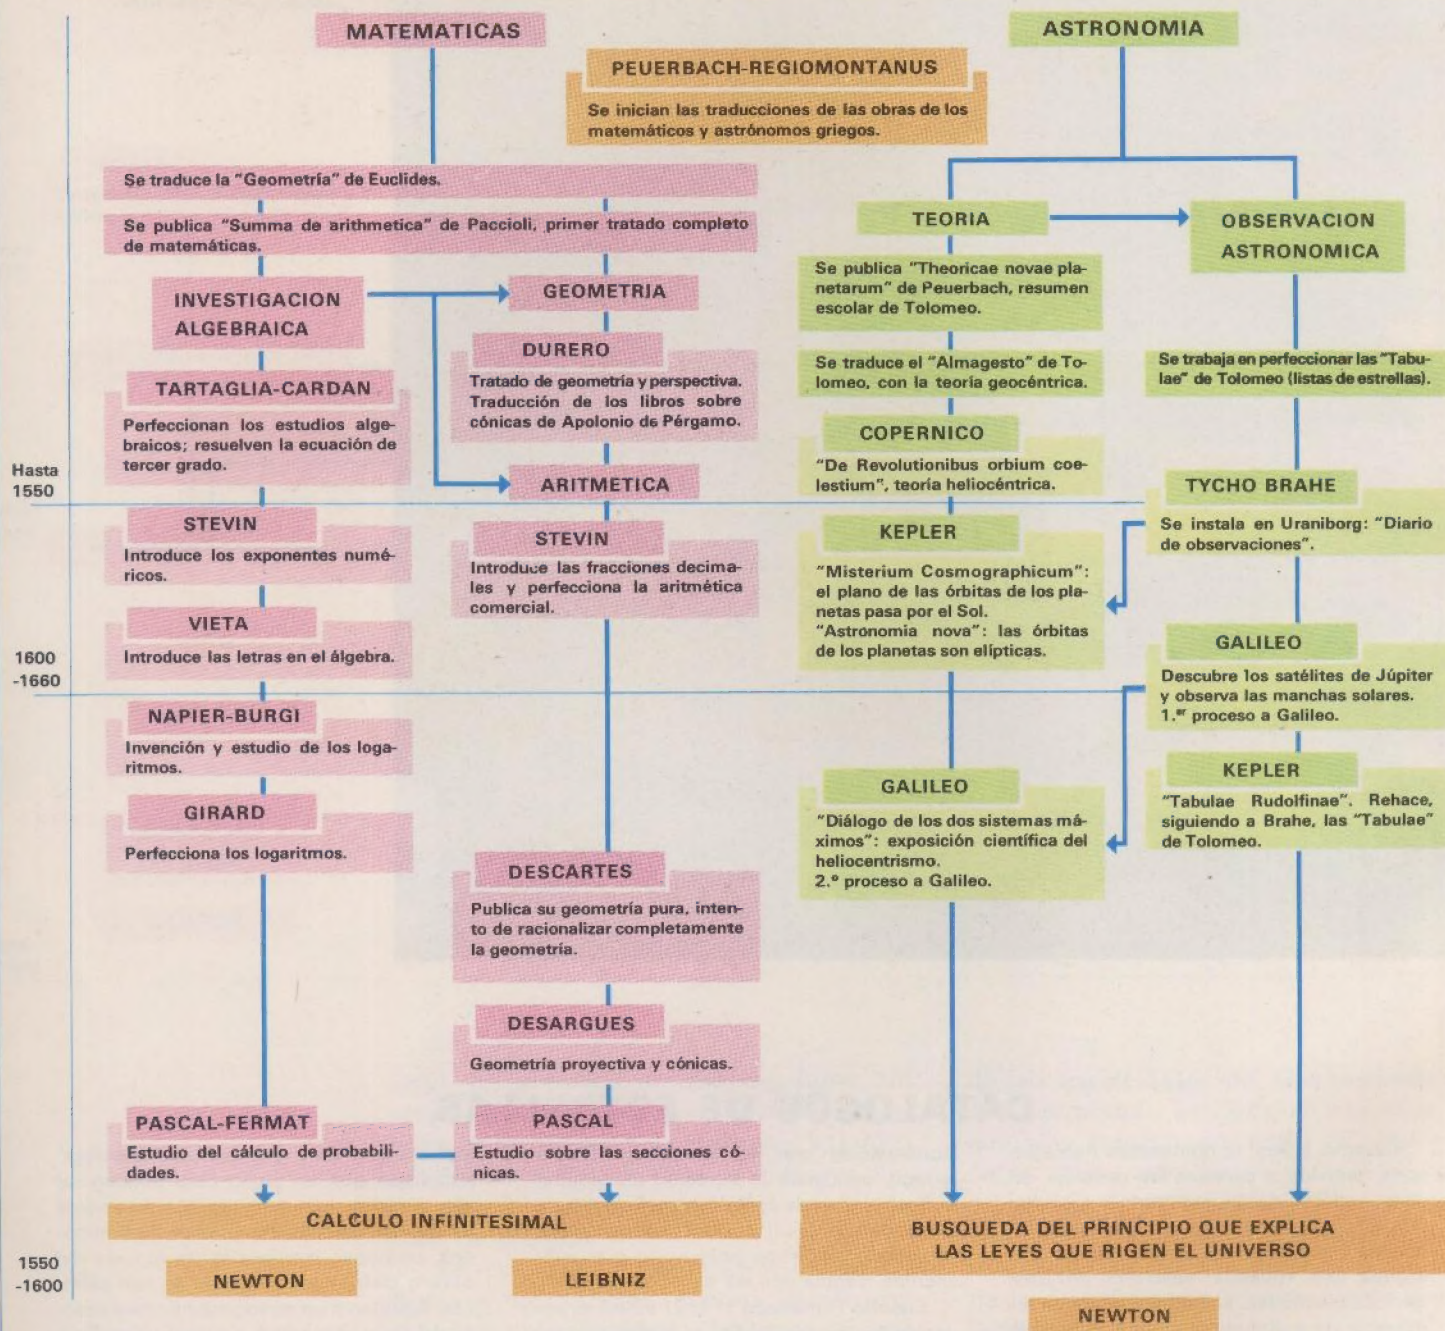 MATEMATICAS
ASTRONOMIA
PEUERBACH-REGIOMONTANUS
Se inician las traducciones de las obras de los
matemáticos y astrónomos griegos.
Se traduce la "Geometría" de Euclides.
Se publica "Summa de arithmetica" de Paccioli, primer tratado completo
de matemáticas.
INVESTIGACION
ALGEBRAICA
GEOMETRIA
TARTAGLIA-CARDAN
Perfeccionan los estudios alge-
braicos; resuelven la ecuación de
tercer grado.
DURERO
Tratado de geometría y perspectiva.
Traducción de los libros sobre
cónicas de Apolonio de Pérgamo.
ARITMETICA
Hasta
1550
STEVIN
Introduce los exponentes numé-
ricos.
STEVIN
Introduce las fracciones decima-
les y perfecciona la aritmética
comercial.
VIETA
Introduce las letras en el álgebra.
1600
-1660
NAPIER-BURGI
Invención y estudio de los loga-
ritmos.
GIRARD
Perfecciona los logaritmos.
DESCARTES
Publica su geometría pura, inten-
to de racionalizar completamente
la geometría.
DESARGUES
Geometría proyectiva y cónicas.
PASCAL-FERMAT
Estudio del cálculo de probabili-
dades.
PASCAL
Estudio sobre las secciones có-
nicas.
CALCULO INFINITESIMAL
1550
-1600
NEWTON
LEIBNIZ
TEORIA
OBSERVACION
ASTRONOMICA
Se publica "Theoricae novae pla-
netarum" de Peuerbach, resumen
escolar de Tolomeo.
Se traduce el "Almagesto" de To-
lomeo, con la teoría geocéntrica.
Se trabaja en perfeccionar las "Tabu-
lae" de Tolomeo (listas de estrellas).
COPERNICO
"De Revolutionibus orbium coe-
lestium", teoría heliocéntrica.
TYCHO BRAHE
Se instala en Uraniborg: "Diario
de observaciones".
KEPLER
"Misterium Cosmographicum":
el plano de las órbitas de los pla-
netas pasa por el Sol.
"Astronomia nova": las órbitas
de los planetas son elípticas.
GALILEO
Descubre los satélites de Júpiter
y observa las manchas solares.
1.er proceso a Galileo.
KEPLER
"Tabulae Rudolfinae". Rehace,
siguiendo a Brahe, las "Tabulae"
de Tolomeo.
GALILEO
"Diálogo de los dos sistemas má-
ximos": exposición científica del
heliocentrismo.
2.º proceso a Galileo.
BUSQUEDA DEL PRINCIPIO QUE EXPLICA
LAS LEYES QUE RIGEN EL UNIVERSO
NEWTON